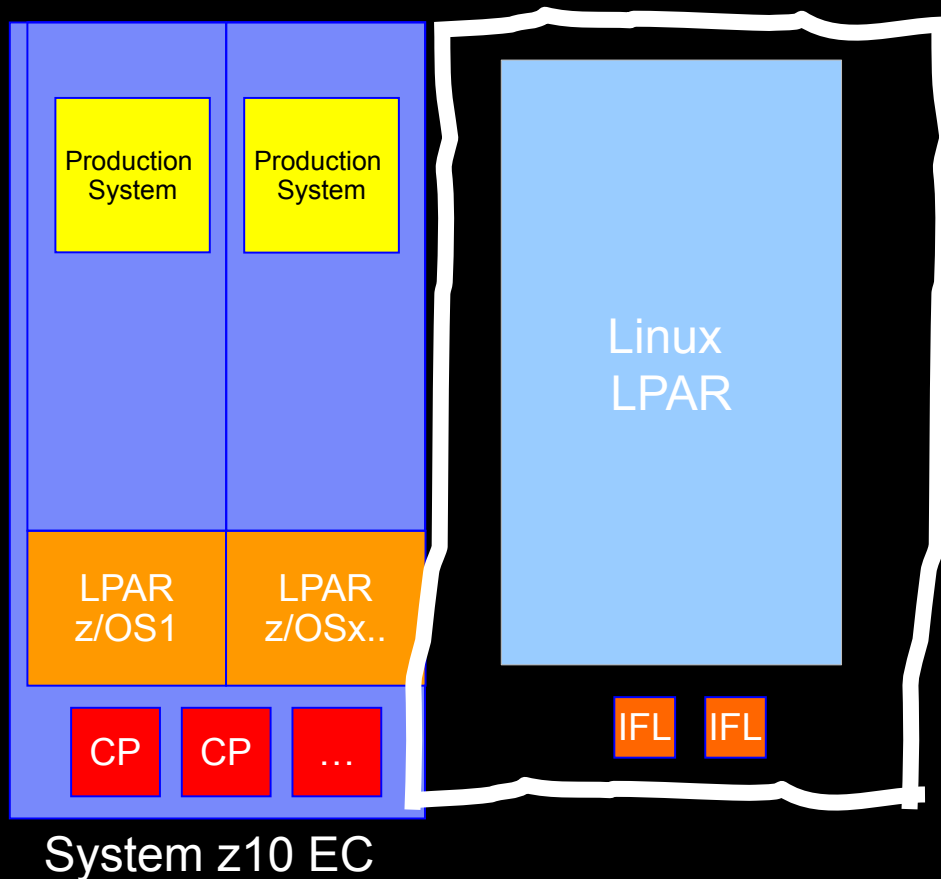 Production
System
Production
System
Linux
LPAR
LPAR
z/OS1
LPAR
z/OSx..
CP
CP
…
IFL
IFL
System z10 EC